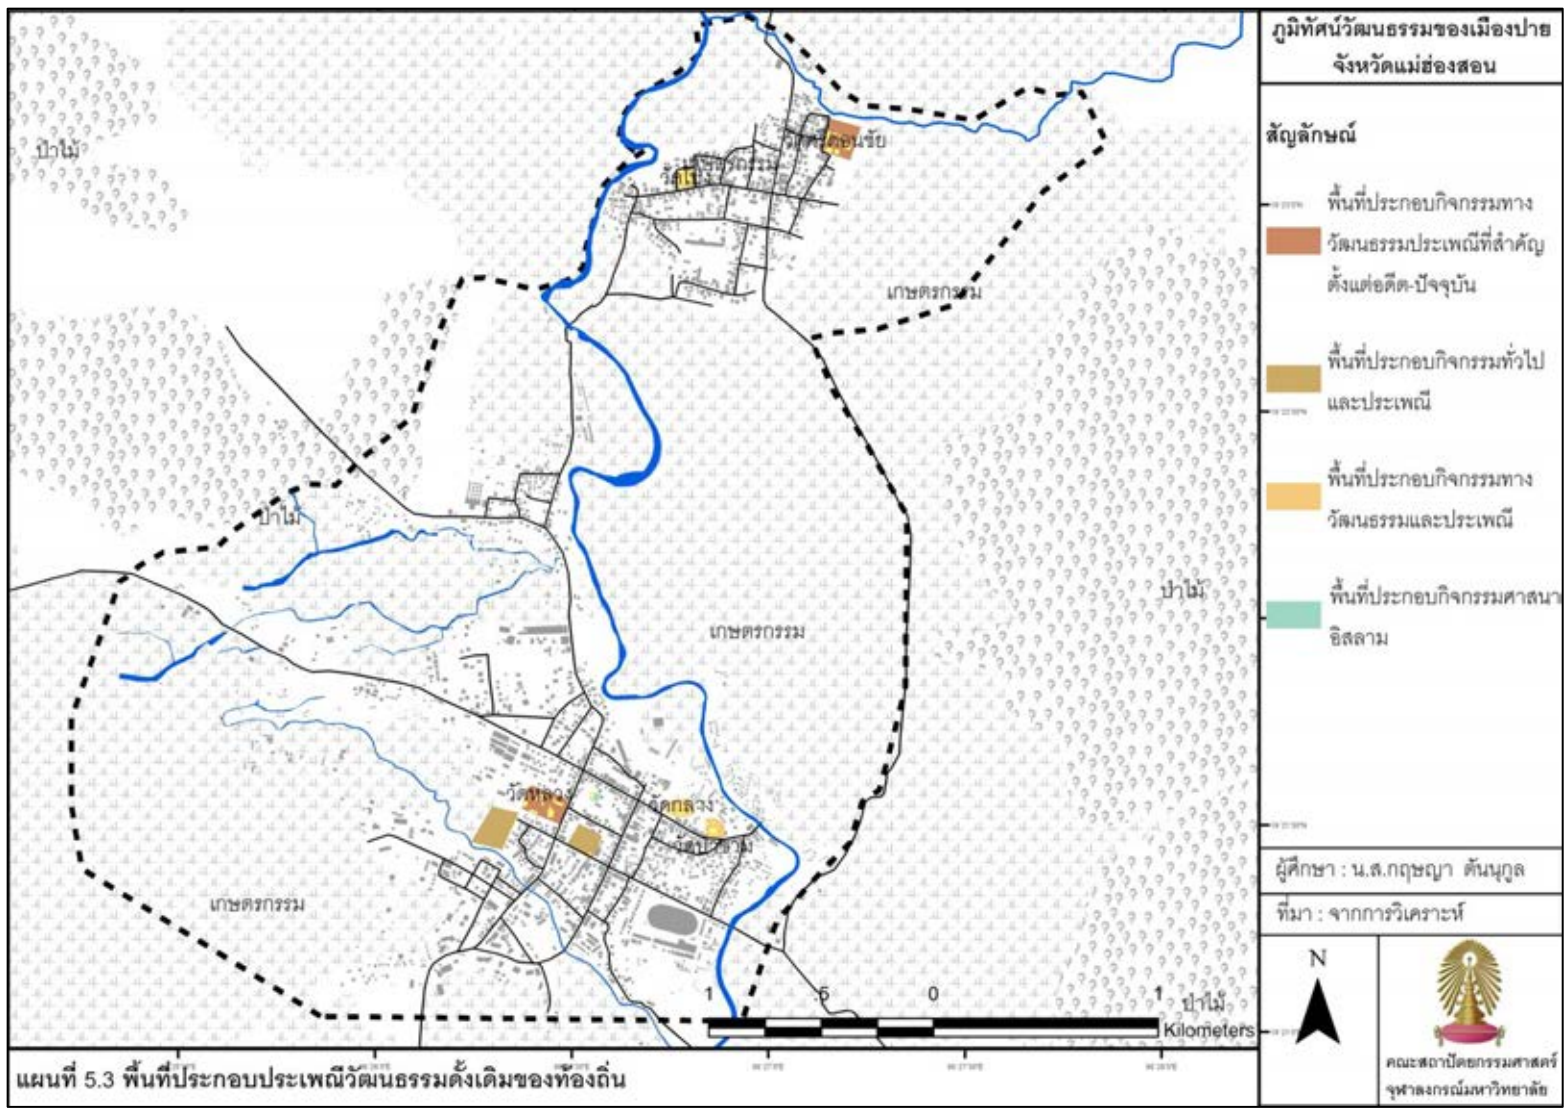 ภูมิทัศน์วัฒนธรรมของเมืองปาย
จังหวัดแม่ฮ่องสอน
สัญลักษณ์
พื้นที่ประกอบกิจกรรมทาง
วัฒนธรรมประเพณีที่สำคัญ
ตั้งแต่อดีต-ปัจจุบัน
พื้นที่ประกอบกิจกรรมทั่วไป
และประเพณี
พื้นที่ประกอบกิจกรรมทาง
วัฒนธรรมและประเพณี
พื้นที่ประกอบกิจกรรมศาสนา
อิสลาม
ผู้ศึกษา : น.ส.กฤษญา ตันนุกูล
ที่มา : จากการวิเคราะห์
N
คณะสถาปัตยกรรมศาสตร์
จุฬาลงกรณ์มหาวิทยาลัย
ป่าไม้
เกษตรกรรม
เกษตรกรรม
ป่าไม้
ป่าไม้
เกษตรกรรม
วัดหลวง
วัดกลาง
เกษตรกรรม
ป่าไม้
1 .5 0 1
Kilometers
แผนที่ 5.3 พื้นที่ประกอบประเพณีวัฒนธรรมดั้งเดิมของท้องถิ่น